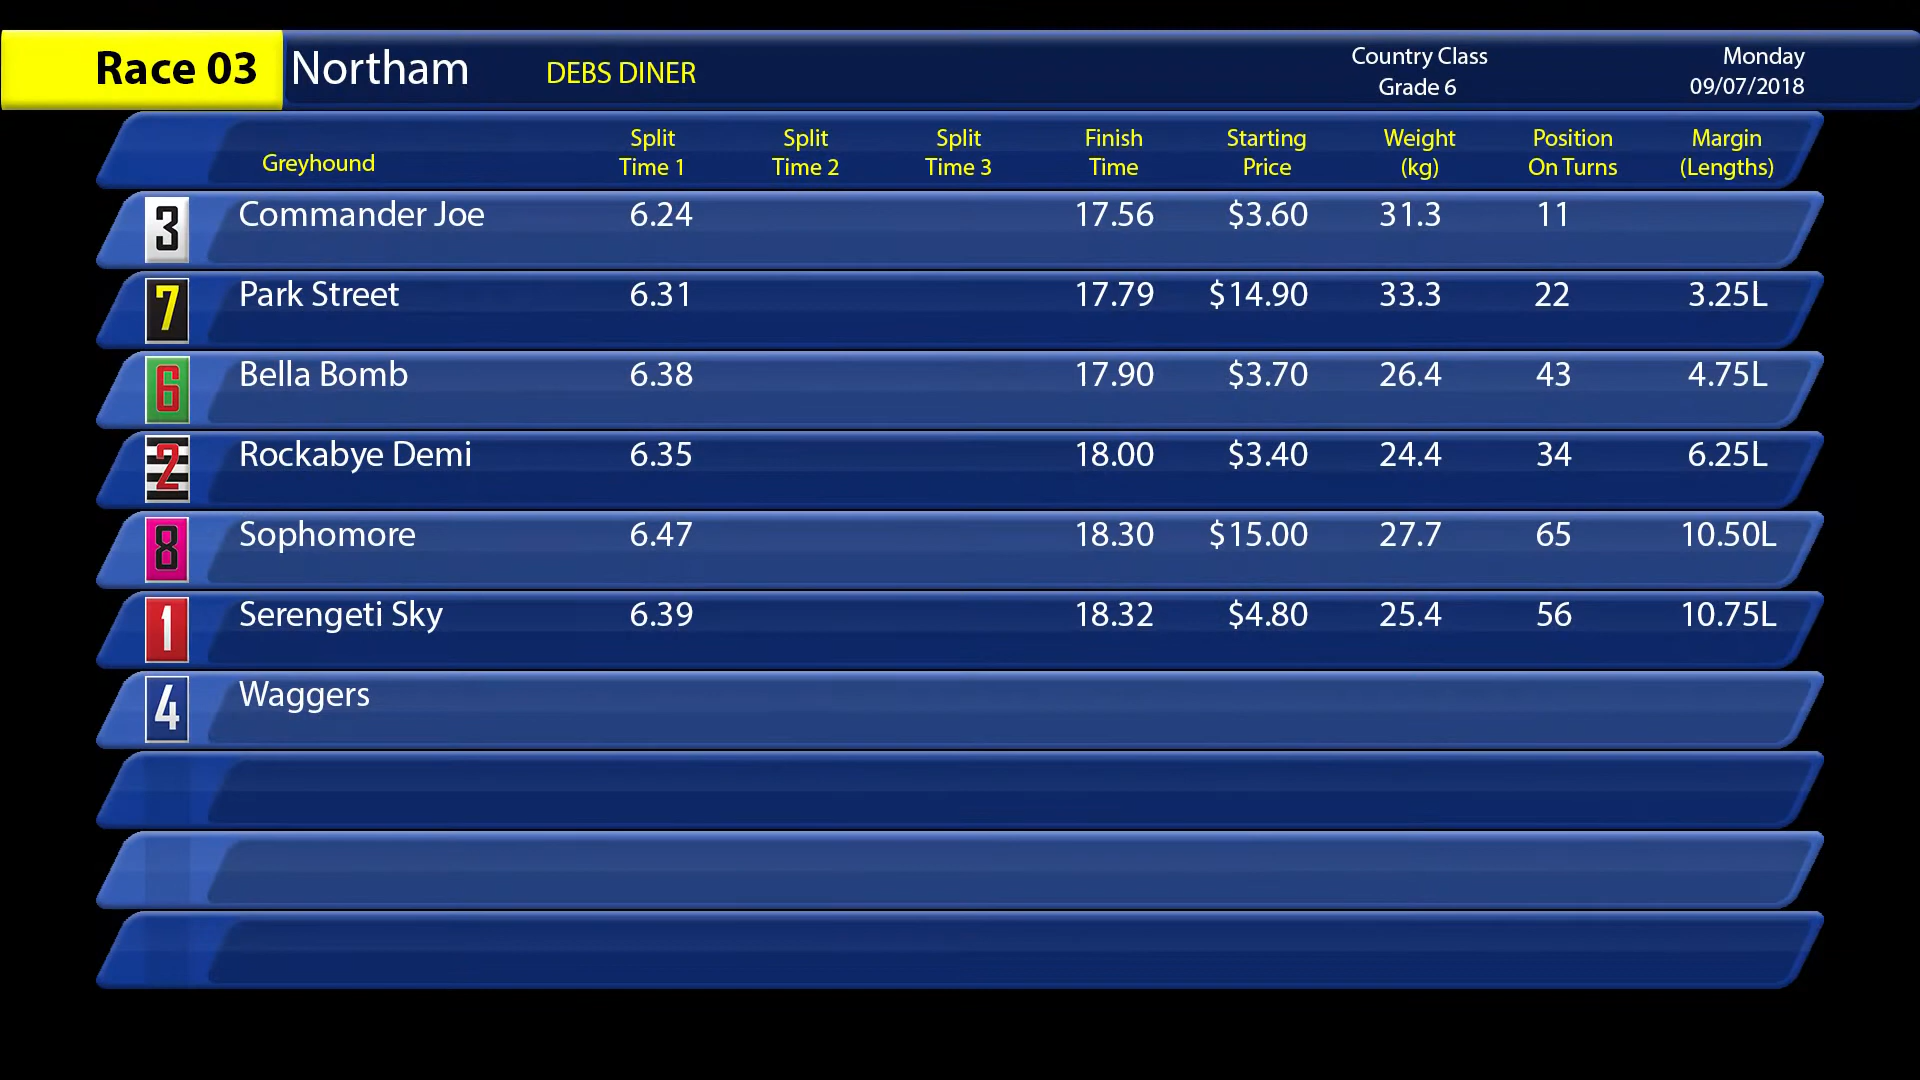 Race 03 Northam DEBS DINER Country Class Grade 6 Monday 09/07/2018
Greyhound Split Time 1 Split Time 2 Split Time 3 Finish Time Starting Price Weight (kg) Position On Turns Margin (Lengths)
3 Commander Joe 6.24 17.56 $3.60 31.3 11
7 Park Street 6.31 17.79 $14.90 33.3 22 3.25L
6 Bella Bomb 6.38 17.90 $3.70 26.4 43 4.75L
2 Rockabye Demi 6.35 18.00 $3.40 24.4 34 6.25L
8 Sophomore 6.47 18.30 $15.00 27.7 65 10.50L
1 Serengeti Sky 6.39 18.32 $4.80 25.4 56 10.75L
4 Waggers